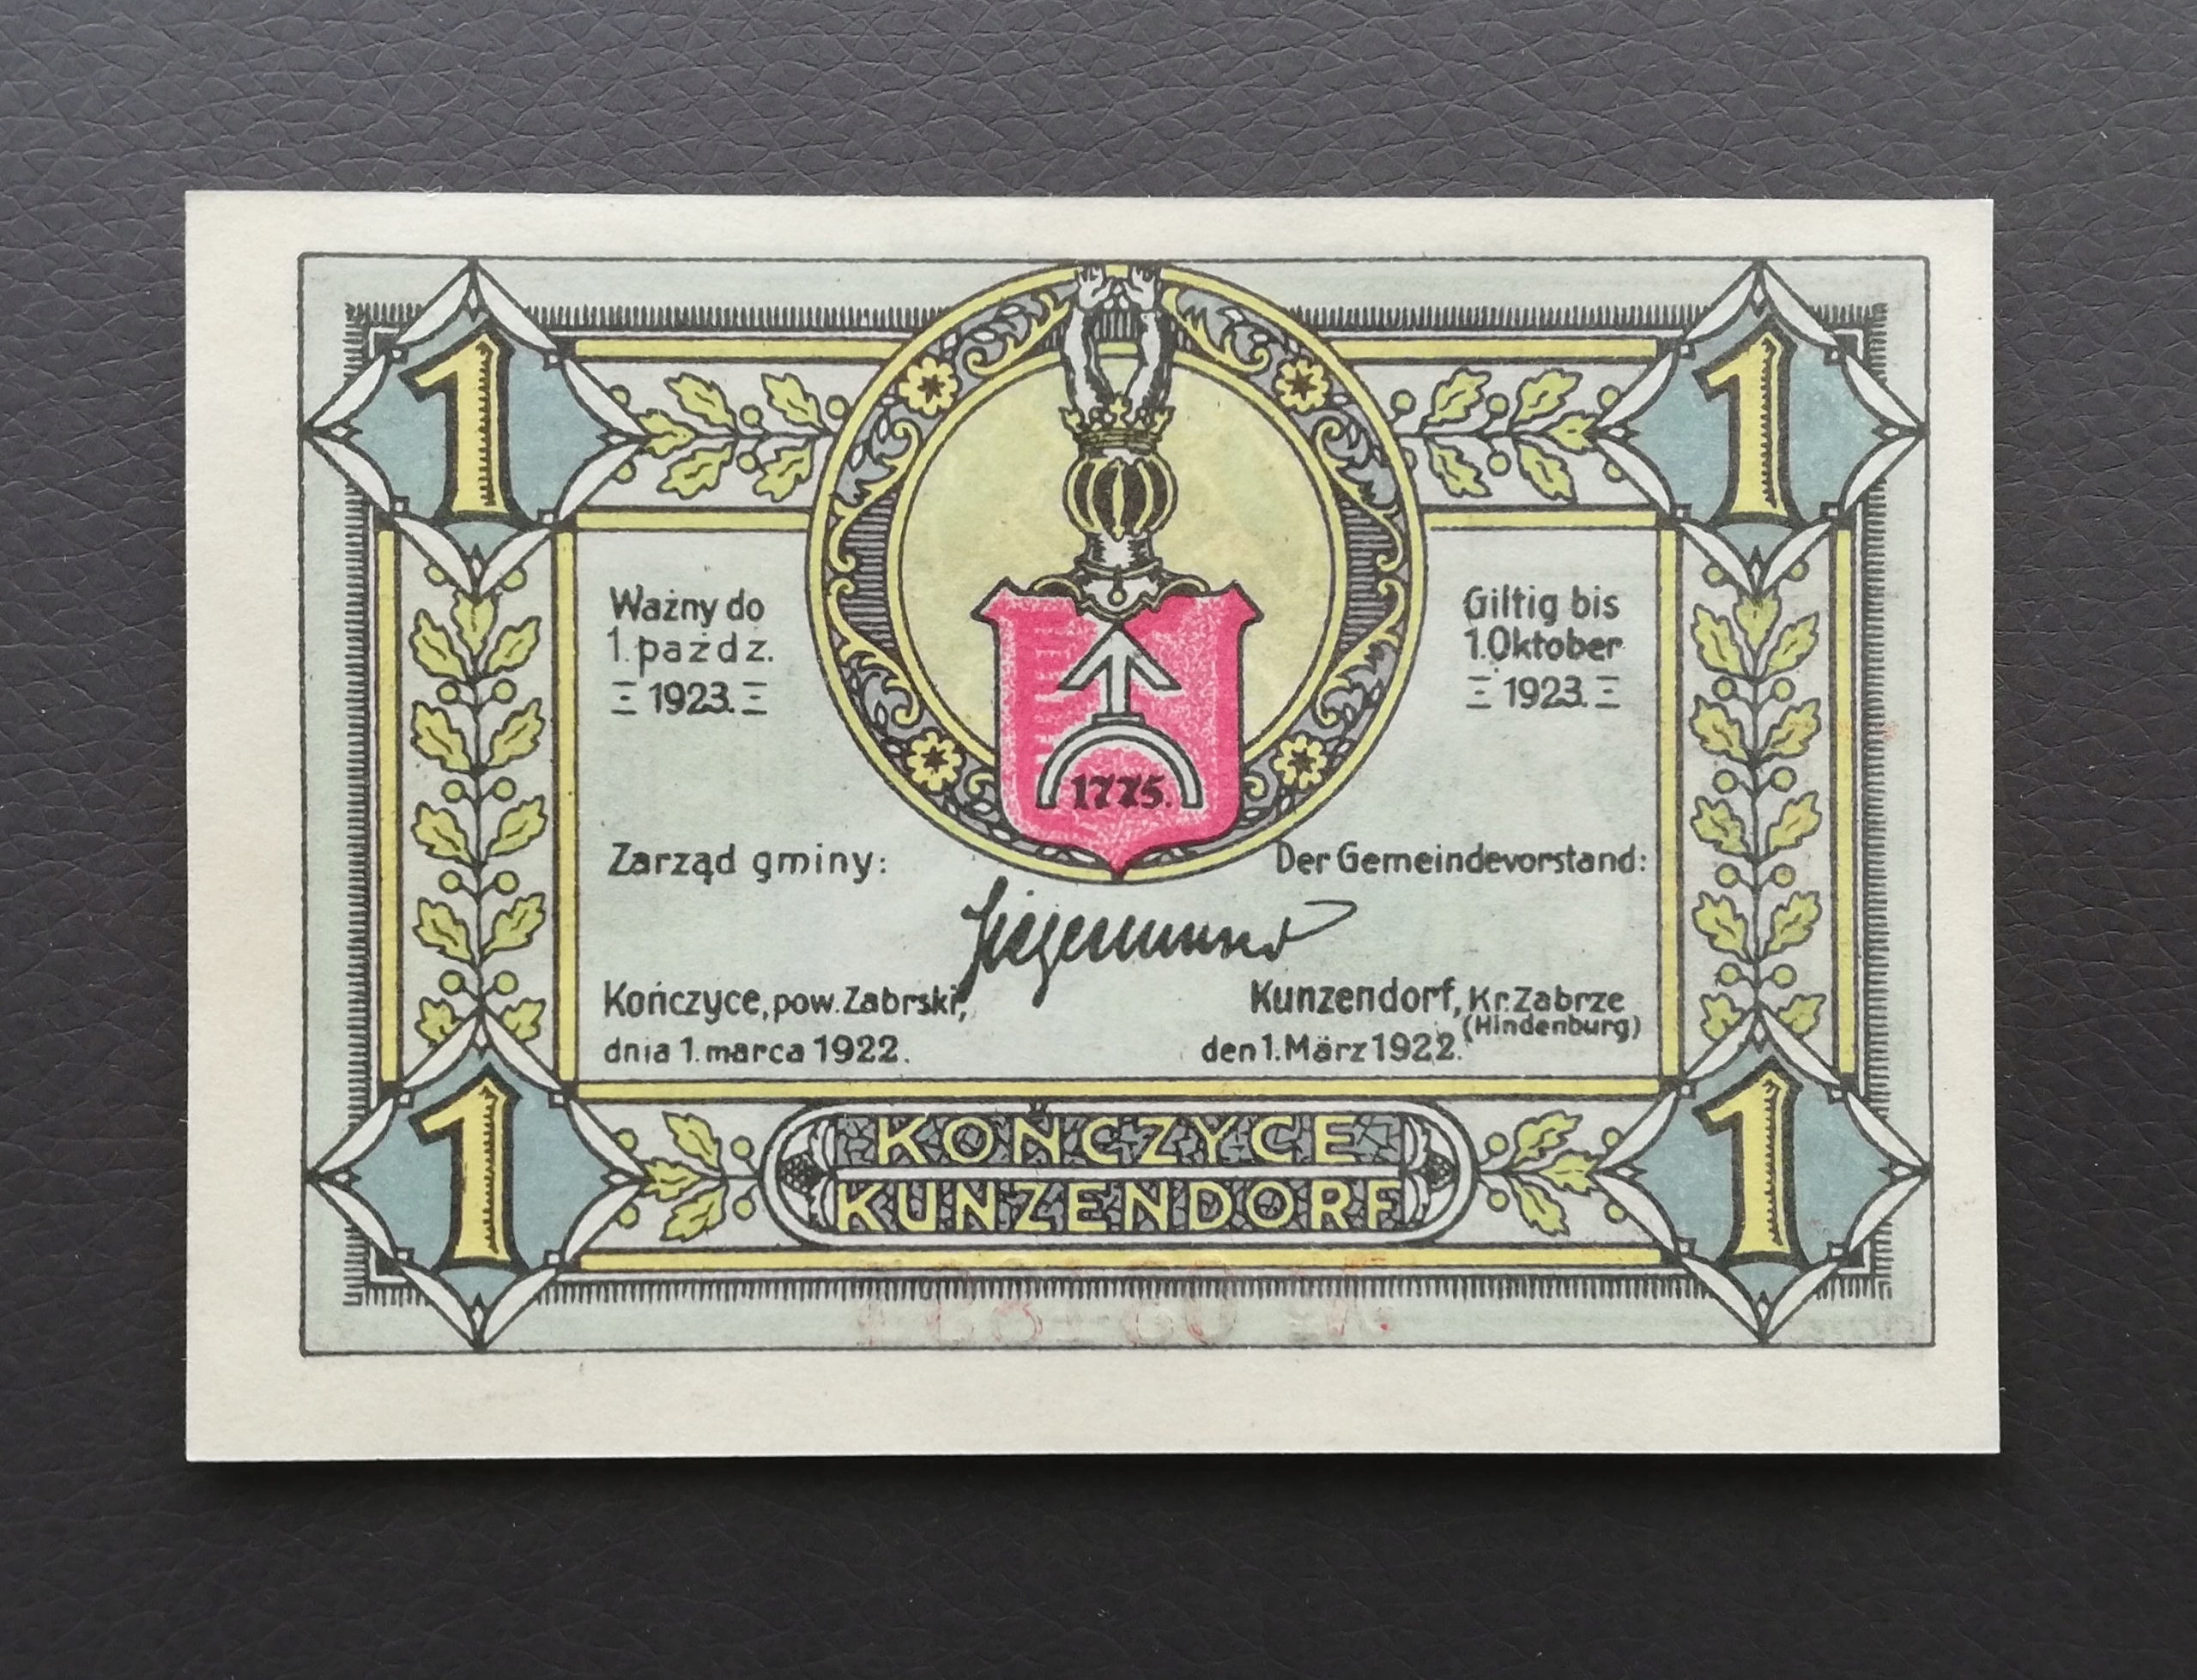 1
1
Ważny do
1. paźdz.
1923.
Giltig bis
1. Oktober
1923.
1775.
Zarząd gminy:
Der Gemeindevorstand:
Kończyce, pow. Zabrski,
dnia 1. marca 1922.
Kunzendorf, Kr. Zabrze
(Hindenburg)
den 1. März 1922.
1
KOŃCZYCE
KUNZENDORF
1